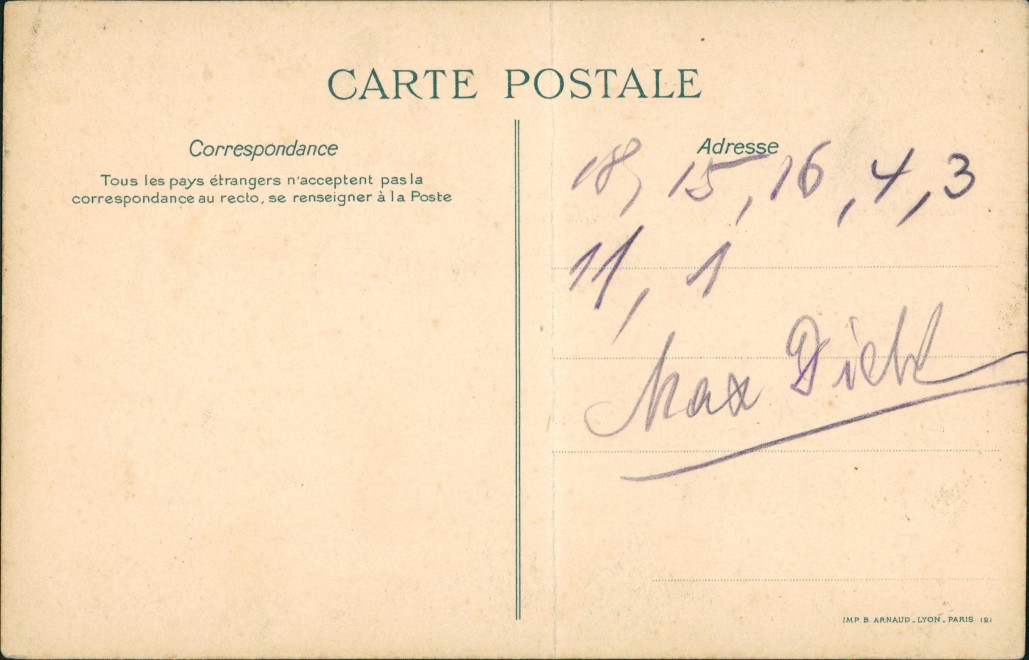 CARTE POSTALE
Correspondance
Tous les pays étrangers n'acceptent pas la
correspondance au recto, se renseigner à la Poste
Adresse
18, 15, 16, 4, 3
11, 1
Max
IMP. B. ARNAUD - LYON - PARIS (2)